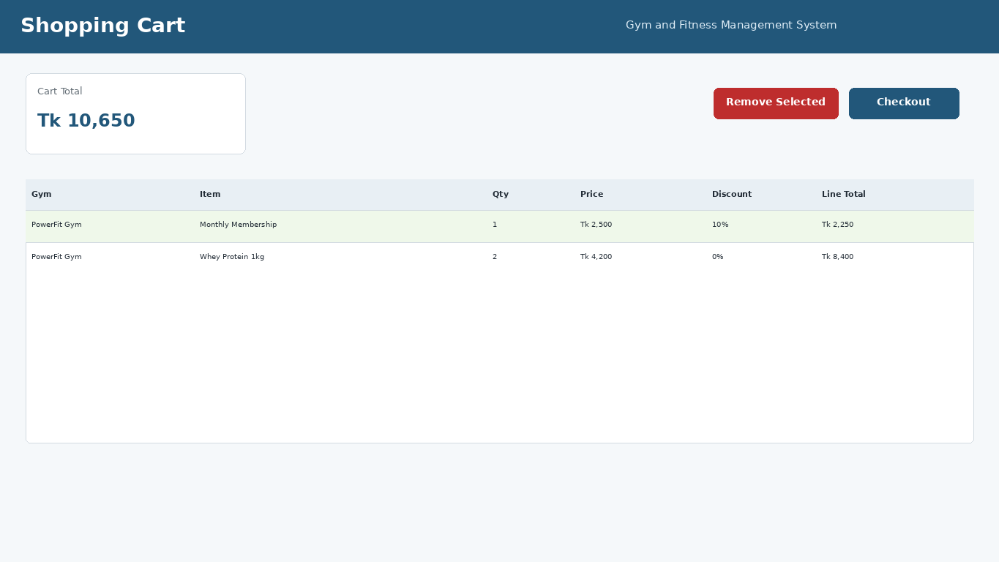 Shopping Cart
Gym and Fitness Management System
Cart Total
Tk 10,650
Remove Selected
Checkout
Gym Item Qty Price Discount Line Total
PowerFit Gym Monthly Membership 1 Tk 2,500 10% Tk 2,250
PowerFit Gym Whey Protein 1kg 2 Tk 4,200 0% Tk 8,400